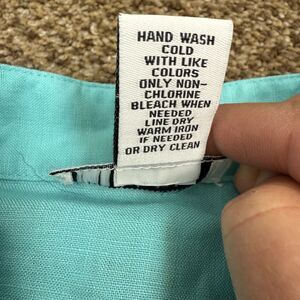 HAND WASH
COLD
WITH LIKE
COLORS
ONLY NON-
CHLORINE
BLEACH WHEN
NEEDED
LINE DRY
WARM IRON
IF NEEDED
OR DRY CLEAN